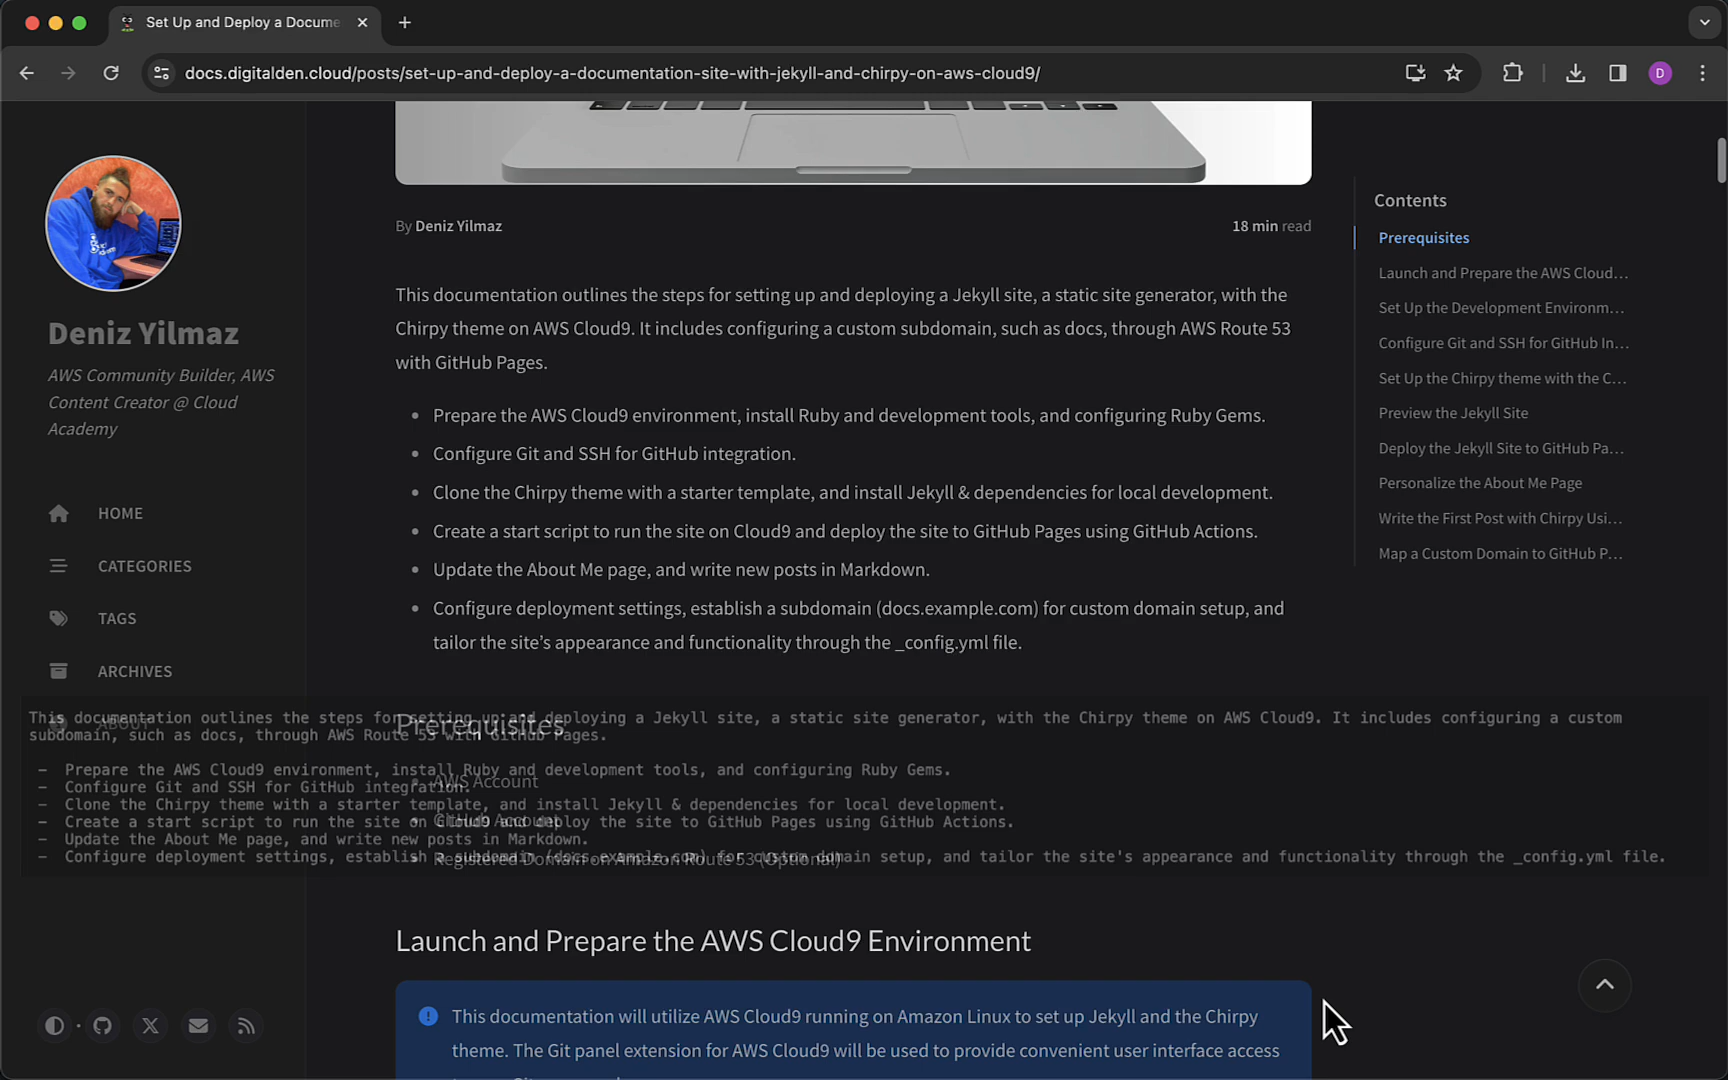 Set Up and Deploy a Docume
docs.digitalden.cloud/posts/set-up-and-deploy-a-documentation-site-with-jekyll-and-chirpy-on-aws-cloud9/
D
Deniz Yilmaz
AWS Community Builder, AWS
Content Creator @ Cloud
Academy
HOME
CATEGORIES
TAGS
ARCHIVES
ABOUT
By Deniz Yilmaz
18 min read
This documentation outlines the steps for setting up and deploying a Jekyll site, a static site generator, with the
Chirpy theme on AWS Cloud9. It includes configuring a custom subdomain, such as docs, through AWS Route 53
with GitHub Pages.
• Prepare the AWS Cloud9 environment, install Ruby and development tools, and configuring Ruby Gems.
• Configure Git and SSH for GitHub integration.
• Clone the Chirpy theme with a starter template, and install Jekyll & dependencies for local development.
• Create a start script to run the site on Cloud9 and deploy the site to GitHub Pages using GitHub Actions.
• Update the About Me page, and write new posts in Markdown.
• Configure deployment settings, establish a subdomain (docs.example.com) for custom domain setup, and
tailor the site's appearance and functionality through the _config.yml file.
Prerequisites
• AWS Account
• GitHub Account
• Registered Domain on Amazon Route 53 (Optional)
This documentation outlines the steps for setting up and deploying a Jekyll site, a static site generator, with the Chirpy theme on AWS Cloud9. It includes configuring a custom
subdomain, such as docs, through AWS Route 53 with GitHub Pages.
- Prepare the AWS Cloud9 environment, install Ruby and development tools, and configuring Ruby Gems.
- Configure Git and SSH for GitHub integration.
- Clone the Chirpy theme with a starter template, and install Jekyll & dependencies for local development.
- Create a start script to run the site on Cloud9 and deploy the site to GitHub Pages using GitHub Actions.
- Update the About Me page, and write new posts in Markdown.
- Configure deployment settings, establish a subdomain (docs.example.com) for custom domain setup, and tailor the site's appearance and functionality through the _config.yml file.
Launch and Prepare the AWS Cloud9 Environment
This documentation will utilize AWS Cloud9 running on Amazon Linux to set up Jekyll and the Chirpy
theme. The Git panel extension for AWS Cloud9 will be used to provide convenient user interface access
Contents
Prerequisites
Launch and Prepare the AWS Cloud...
Set Up the Development Environm...
Configure Git and SSH for GitHub In...
Set Up the Chirpy theme with the C...
Preview the Jekyll Site
Deploy the Jekyll Site to GitHub Pa...
Personalize the About Me Page
Write the First Post with Chirpy Usi...
Map a Custom Domain to GitHub P...